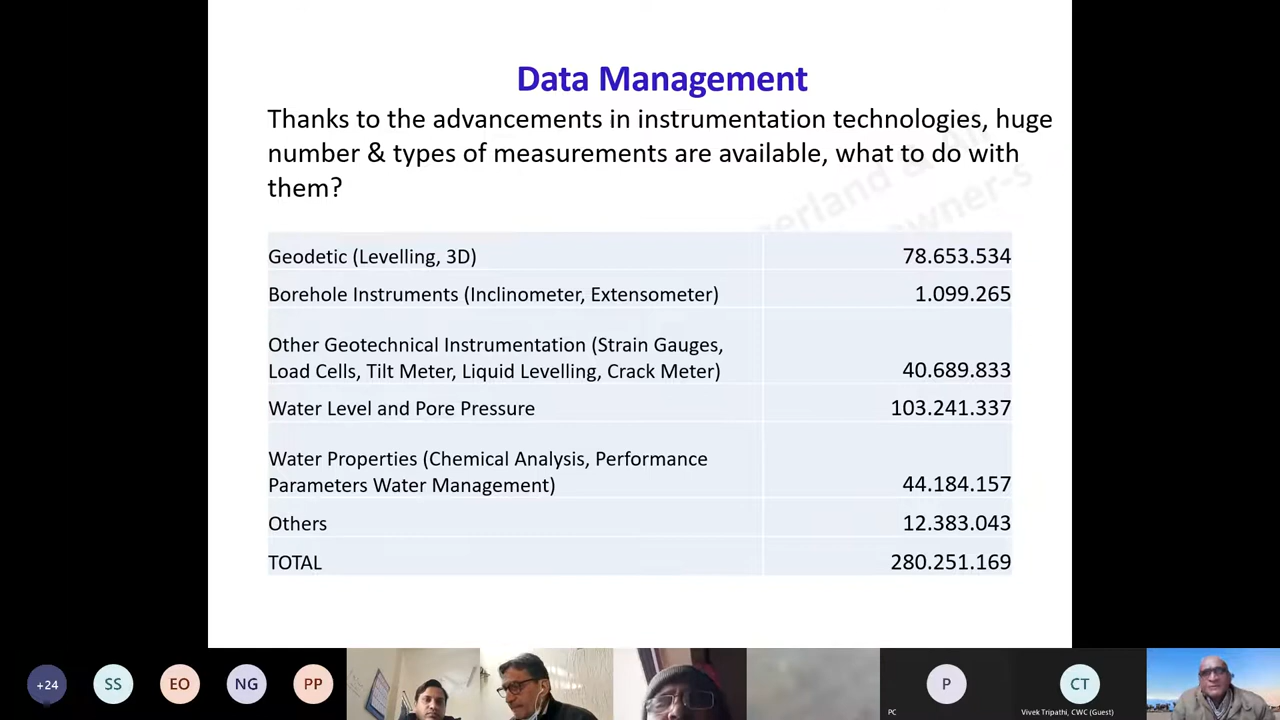 Data Management
Thanks to the advancements in instrumentation technologies, huge
number & types of measurements are available, what to do with
them?
Geodetic (Levelling, 3D) 78.653.534
Borehole Instruments (Inclinometer, Extensometer) 1.099.265
Other Geotechnical Instrumentation (Strain Gauges,
Load Cells, Tilt Meter, Liquid Levelling, Crack Meter) 40.689.833
Water Level and Pore Pressure 103.241.337
Water Properties (Chemical Analysis, Performance
Parameters Water Management) 44.184.157
Others 12.383.043
TOTAL 280.251.169
+24 SS EO NG PP P CT
PC Vivek Tripathi, CWC (Guest)